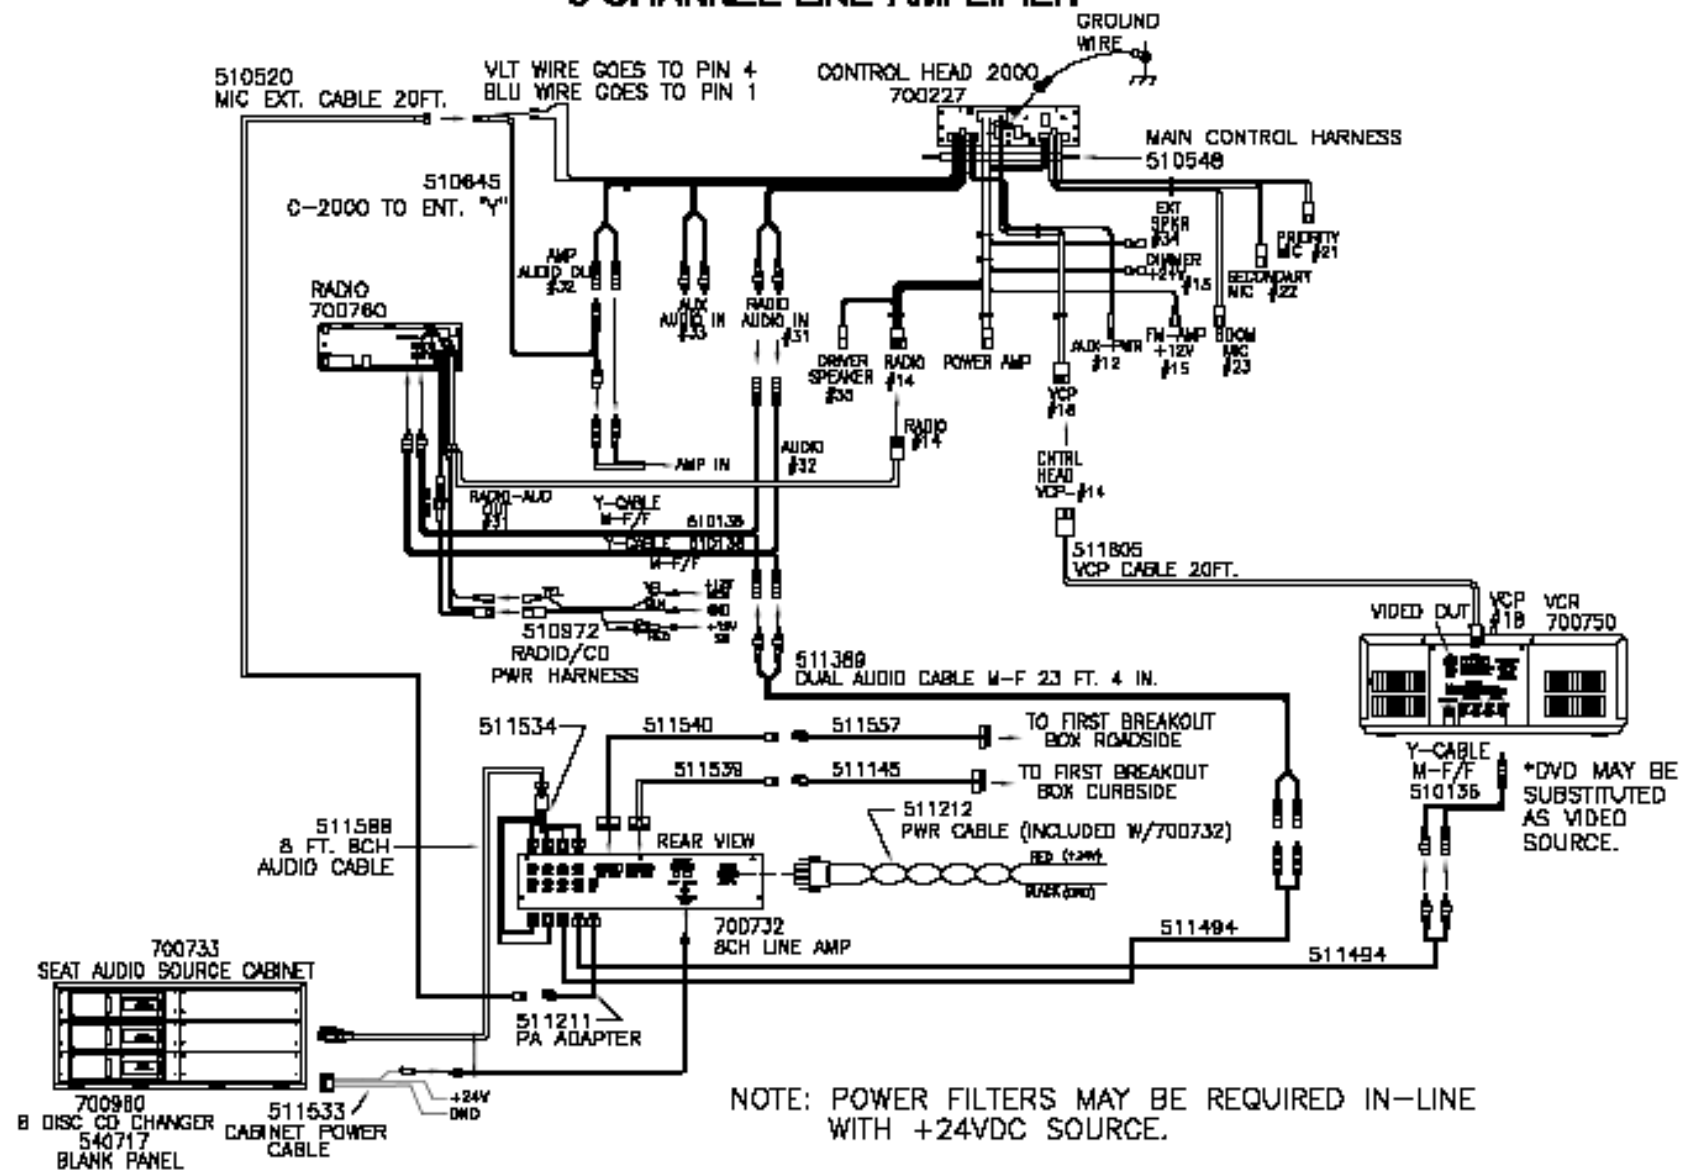 GROUND
WIRE
510520
MIC EXT. CABLE 20FT.
VLT WIRE GOES TO PIN 4
BLU WIRE GOES TO PIN 1
CONTROL HEAD 2000
700227
MAIN CONTROL HARNESS
510548
510645
C-2000 TO ENT. "Y"
EXT
SPKR
#34
PRIORITY
MIC #21
AMP
AUDIO OUT
#32
DIMMER
SECONDARY
MIC #22
RADIO
700760
AUX
AUDIO IN
#33
RADIO
AUDIO IN
#31
DRIVER
SPEAKER
RADIO
#14
POWER AMP
AUX-PWR
#12
FM-AMP
+12V
#15
MIC
#23
VCP
#18
RADIO
#14
AUDIO
#32
AMP IN
CNTRL
HEAD
VCP-#14
RADIO-AUD
OUT
#31
Y-CABLE
M-F/F
510136
Y-CABLE 510136
M-F/F
511805
VCP CABLE 20FT.
510972
RADIO/CD
PWR HARNESS
RED
VIDEO OUT
VCP
#18
VCR
700750
511389
DUAL AUDIO CABLE M-F 23 FT. 4 IN.
511534
511540
511557
TO FIRST BREAKOUT
BOX ROADSIDE
511539
511145
TO FIRST BREAKOUT
BOX CURBSIDE
Y-CABLE
M-F/F
510136
*DVD MAY BE
SUBSTITUTED
AS VIDEO
SOURCE.
511212
PWR CABLE (INCLUDED W/700732)
RED (+24V)
BLACK (GND)
511588
8 FT. 8CH
AUDIO CABLE
REAR VIEW
700732
8CH LINE AMP
511494
511494
700733
SEAT AUDIO SOURCE CABINET
511211
PA ADAPTER
+24V
GND
700980
8 DISC CD CHANGER
540717
BLANK PANEL
511533
CABINET POWER
CABLE
NOTE: POWER FILTERS MAY BE REQUIRED IN-LINE
WITH +24VDC SOURCE.